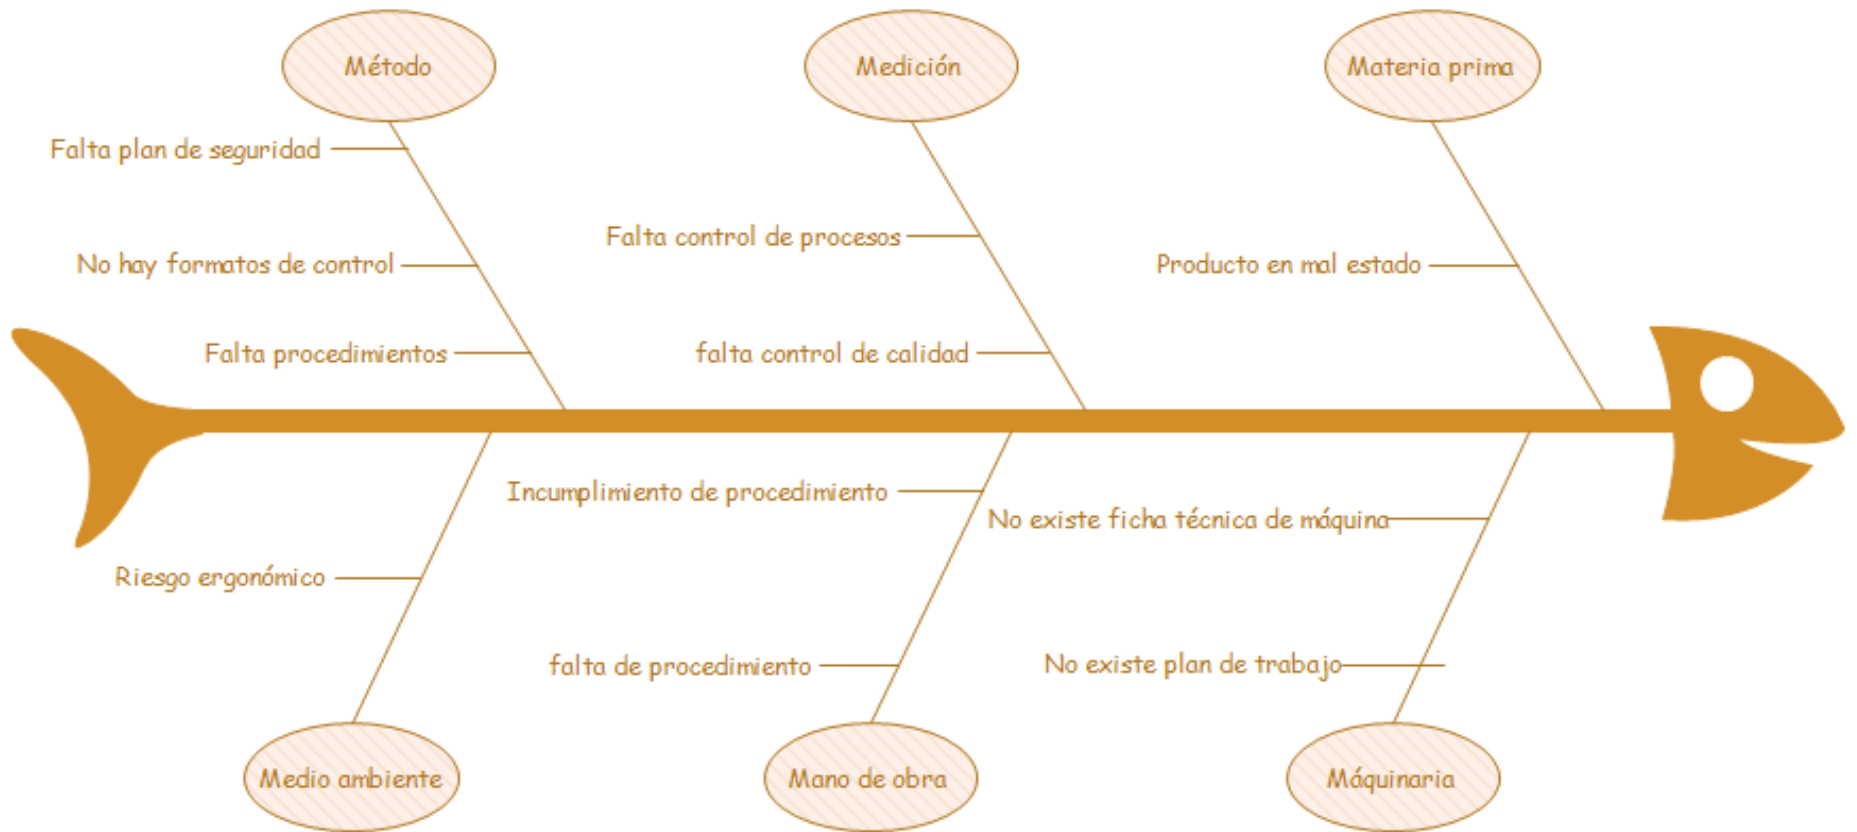 Método
Medición
Materia prima
Falta plan de seguridad
Falta control de procesos
No hay formatos de control
Producto en mal estado
Falta procedimientos
falta control de calidad
Incumplimiento de procedimiento
No existe ficha técnica de máquina
Riesgo ergonómico
falta de procedimiento
No existe plan de trabajo
Medio ambiente
Mano de obra
Máquinaria